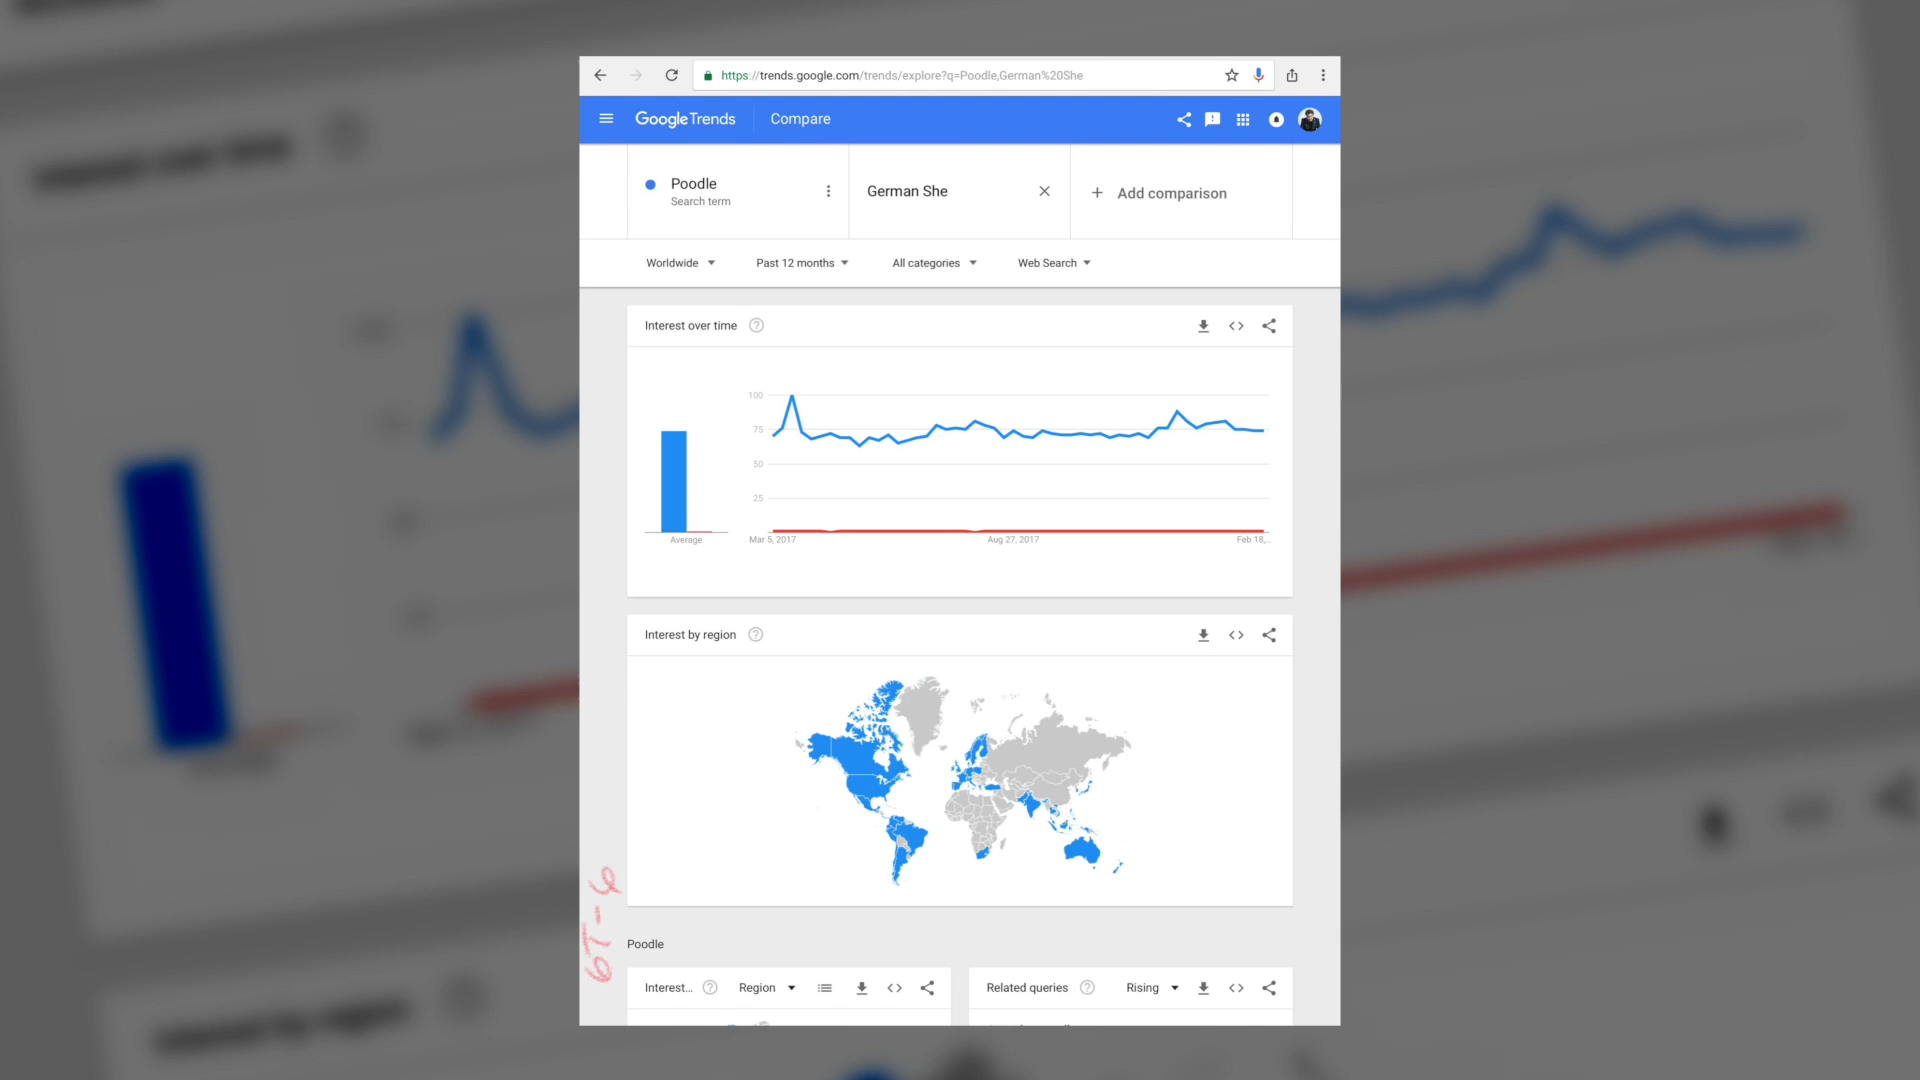 https://trends.google.com/trends/explore?q=Poodle,German%20She
Google Trends Compare
Poodle
Search term
German She
+ Add comparison
Worldwide Past 12 months All categories Web Search
Interest over time
100
75
50
25
Average
Mar 5, 2017 Aug 27, 2017 Feb 18,...
Interest by region
6T-6
Poodle
Interest... Region
Related queries Rising